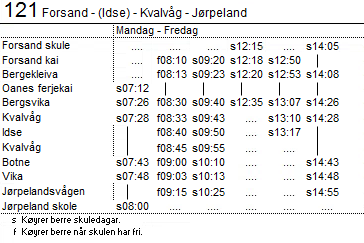 121 Forsand - (Idse) - Kvalvåg - Jørpeland
Mandag - Fredag
Forsand skule .... .... .... s12:15 .... s14:05
Forsand kai .... f08:10 s09:20 s12:18 s12:50 |
Bergekleiva .... f08:13 s09:23 s12:20 s12:53 s14:08
Oanes ferjekai s07:12 | | | | |
Bergsvika s07:26 f08:30 s09:40 s12:35 s13:07 s14:26
Kvalvåg s07:28 f08:33 s09:43 .... s13:10 s14:28
Idse | f08:40 s09:50 .... s13:17 |
Kvalvåg | f08:45 s09:55 .... .... |
Botne s07:43 f09:00 s10:10 .... .... s14:43
Vika s07:48 f09:03 s10:13 .... .... s14:48
Jørpelandsvågen | f09:15 s10:25 .... .... s14:55
Jørpeland skole s08:00 .... .... .... .... ....
s Køyrer berre skuledagar.
f Køyrer berre når skulen har fri.